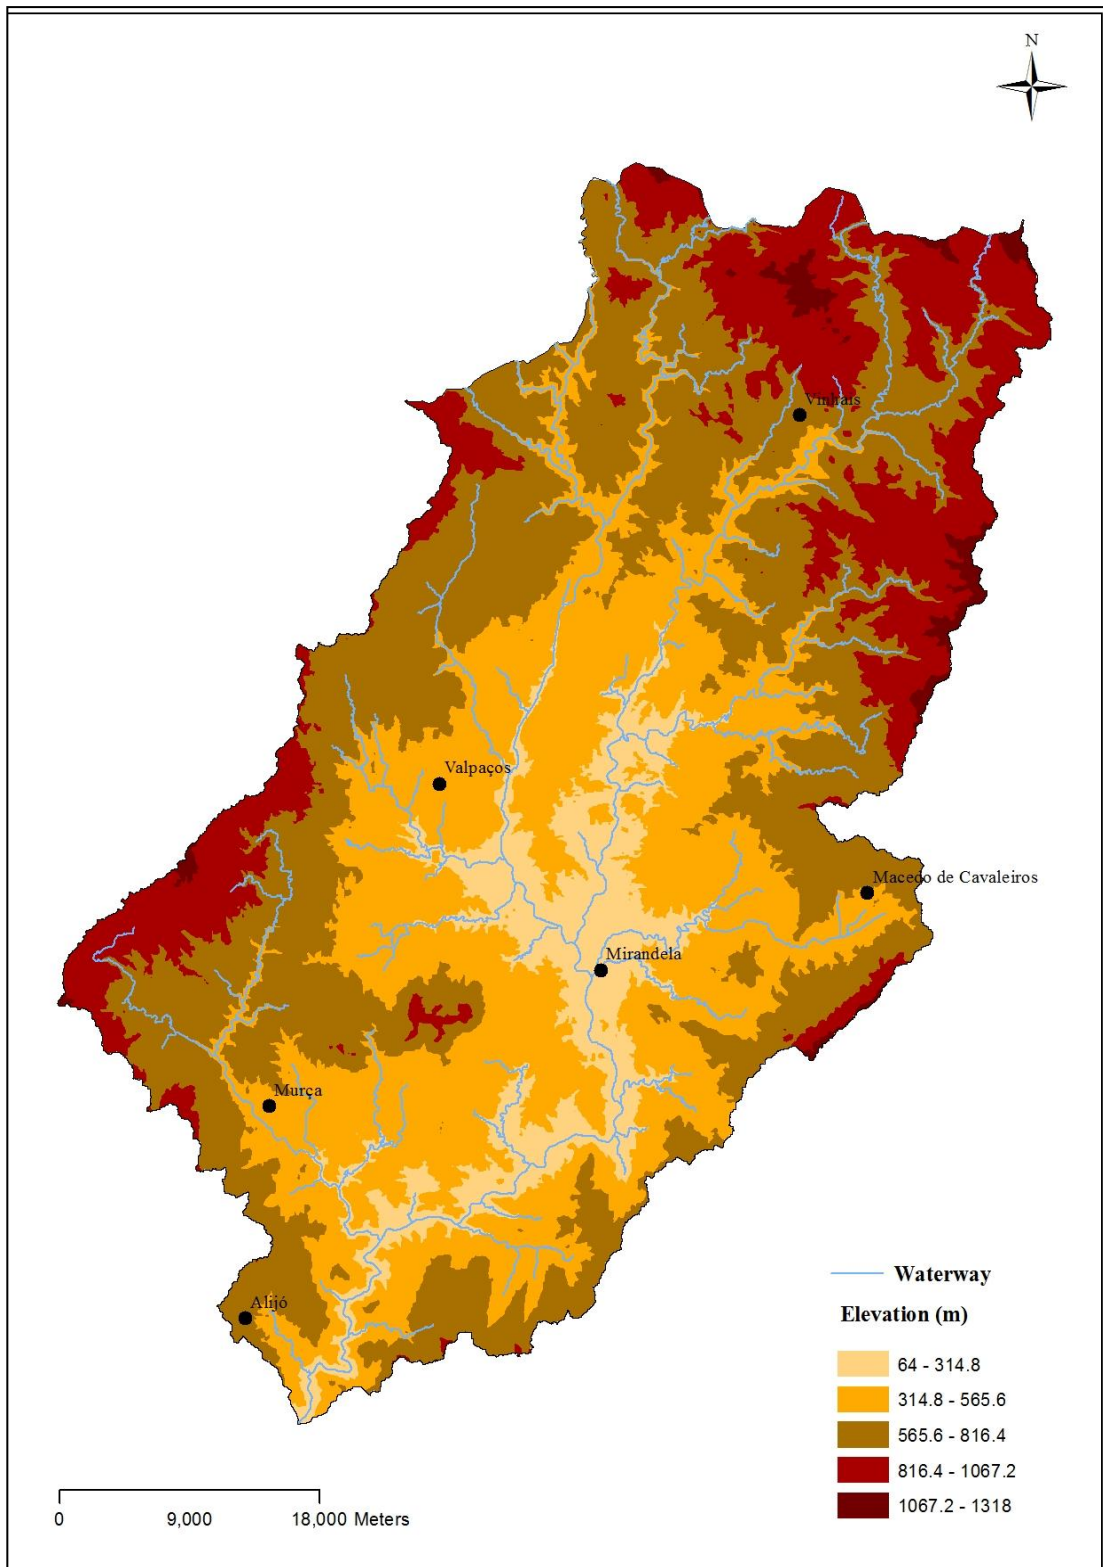 N
Vinhais
Valpaços
Macedo de Cavaleiros
Mirandela
Murça
Alijó
Waterway
Elevation (m)
64 - 314.8
314.8 - 565.6
565.6 - 816.4
816.4 - 1067.2
1067.2 - 1318
0 9,000 18,000 Meters